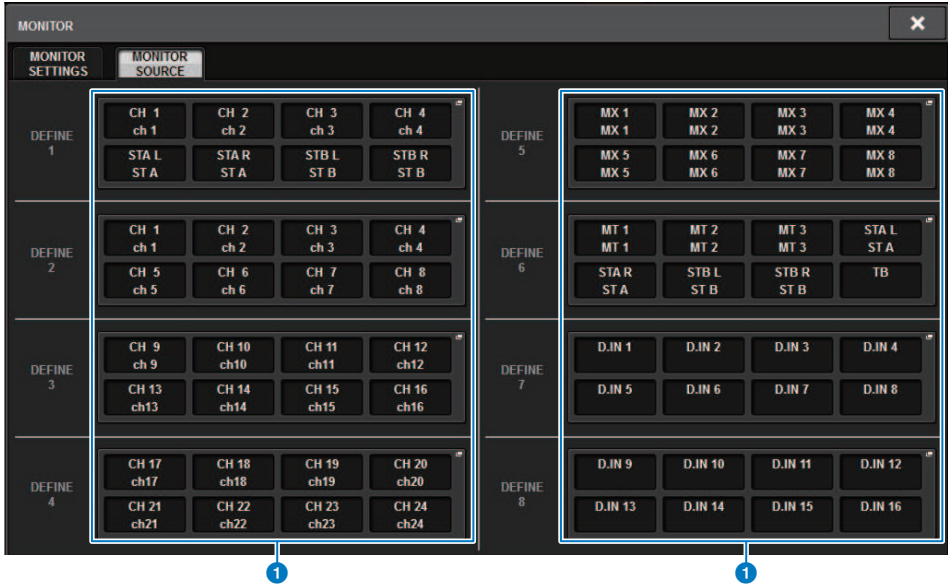 MONITOR
MONITOR
SETTINGS
MONITOR
SOURCE
DEFINE
1
CH 1 CH 2 CH 3 CH 4
ch 1 ch 2 ch 3 ch 4
STA L STA R STB L STB R
ST A ST A ST B ST B
DEFINE
2
CH 1 CH 2 CH 3 CH 4
ch 1 ch 2 ch 3 ch 4
CH 5 CH 6 CH 7 CH 8
ch 5 ch 6 ch 7 ch 8
DEFINE
3
CH 9 CH 10 CH 11 CH 12
ch 9 ch10 ch11 ch12
CH 13 CH 14 CH 15 CH 16
ch13 ch14 ch15 ch16
DEFINE
4
CH 17 CH 18 CH 19 CH 20
ch17 ch18 ch19 ch20
CH 21 CH 22 CH 23 CH 24
ch21 ch22 ch23 ch24
DEFINE
5
MX 1 MX 2 MX 3 MX 4
MX 1 MX 2 MX 3 MX 4
MX 5 MX 6 MX 7 MX 8
MX 5 MX 6 MX 7 MX 8
DEFINE
6
MT 1 MT 2 MT 3 STA L
MT 1 MT 2 MT 3 ST A
STA R STB L STB R TB
ST A ST B ST B
DEFINE
7
D.IN 1 D.IN 2 D.IN 3 D.IN 4
D.IN 5 D.IN 6 D.IN 7 D.IN 8
DEFINE
8
D.IN 9 D.IN 10 D.IN 11 D.IN 12
D.IN 13 D.IN 14 D.IN 15 D.IN 16
1 1